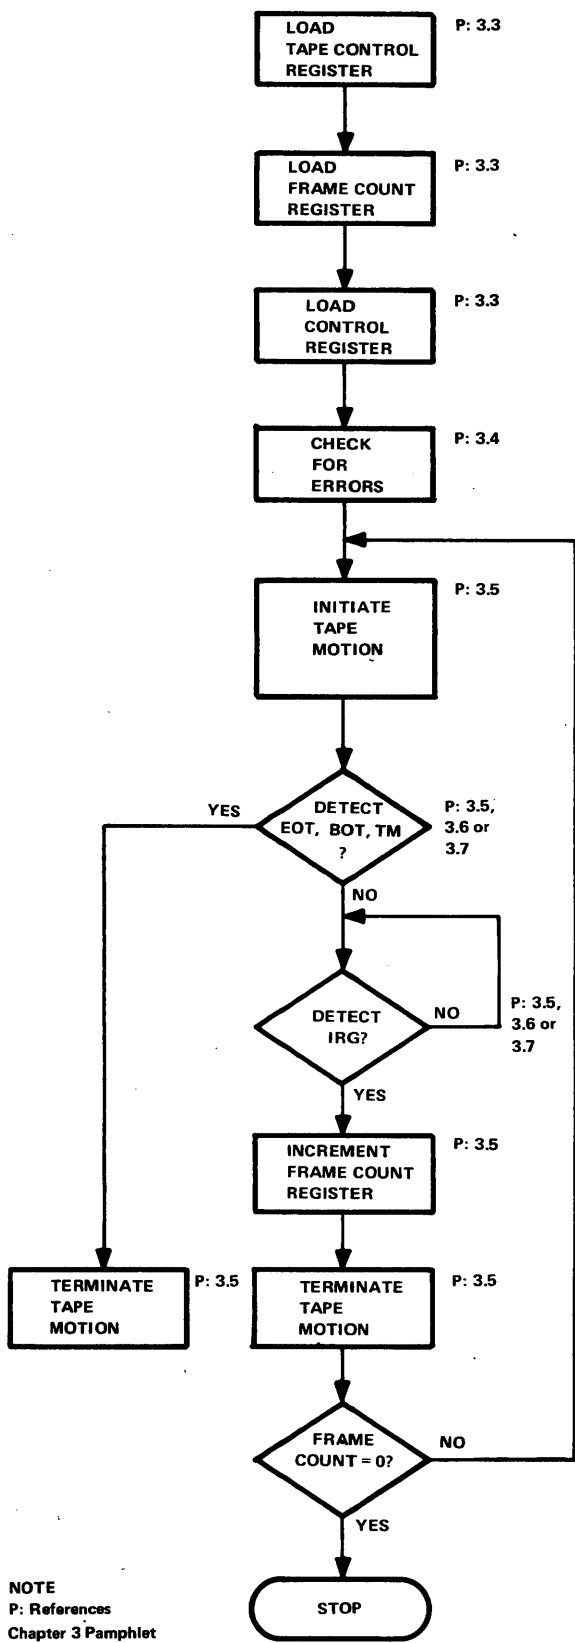 LOAD
TAPE CONTROL
REGISTER
P: 3.3
LOAD
FRAME COUNT
REGISTER
P: 3.3
LOAD
CONTROL
REGISTER
P: 3.3
CHECK
FOR
ERRORS
P: 3.4
INITIATE
TAPE
MOTION
P: 3.5
YES
DETECT
EOT, BOT, TM
?
P: 3.5,
3.6 or
3.7
NO
DETECT
IRG?
NO
P: 3.5,
3.6 or
3.7
YES
INCREMENT
FRAME COUNT
REGISTER
P: 3.5
TERMINATE
TAPE
MOTION
P: 3.5
TERMINATE
TAPE
MOTION
P: 3.5
FRAME
COUNT = 0?
NO
YES
STOP
NOTE
P: References
Chapter 3 Pamphlet